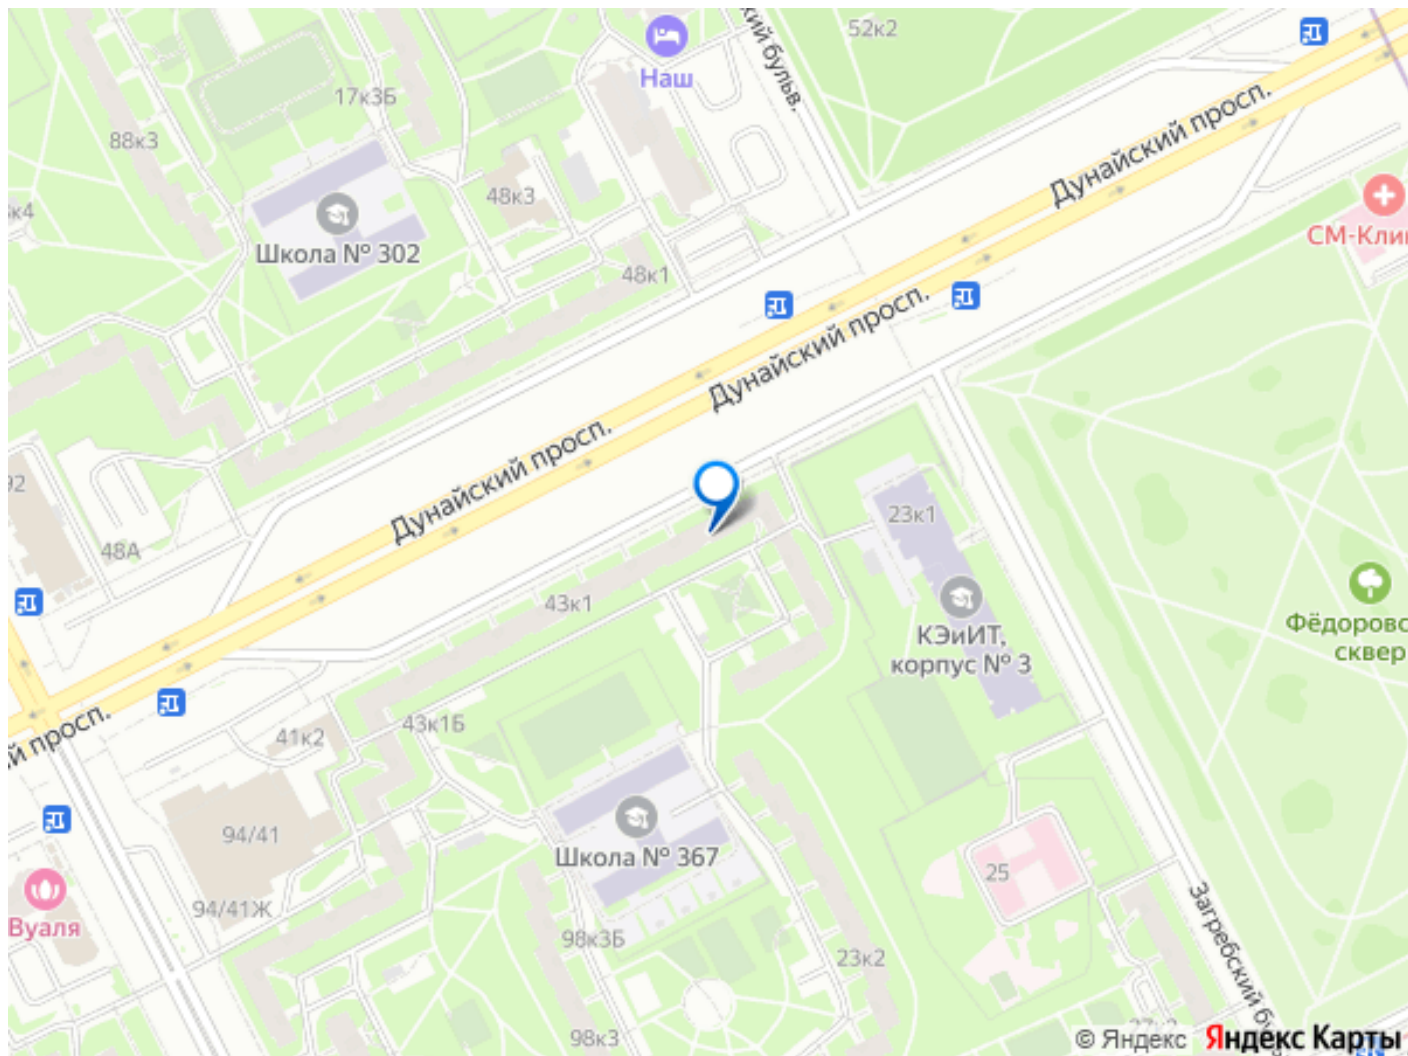 52к2
кий бульв.
Наш
17к3Б
88к3
Дунайский просп.
48к3
к4
Школа № 302
СМ-Кли
48к1
Дунайский просп.
Дунайский просп.
92
23к1
48А
43к1
Фёдоровс
сквер
КЭиИТ,
корпус № 3
й просп.
43к1Б
41к2
94/41
Школа № 367
25
Вуаля
94/41Ж
98к3Б
23к2
Загребский бу
98к3
© Яндекс Яндекс Карты